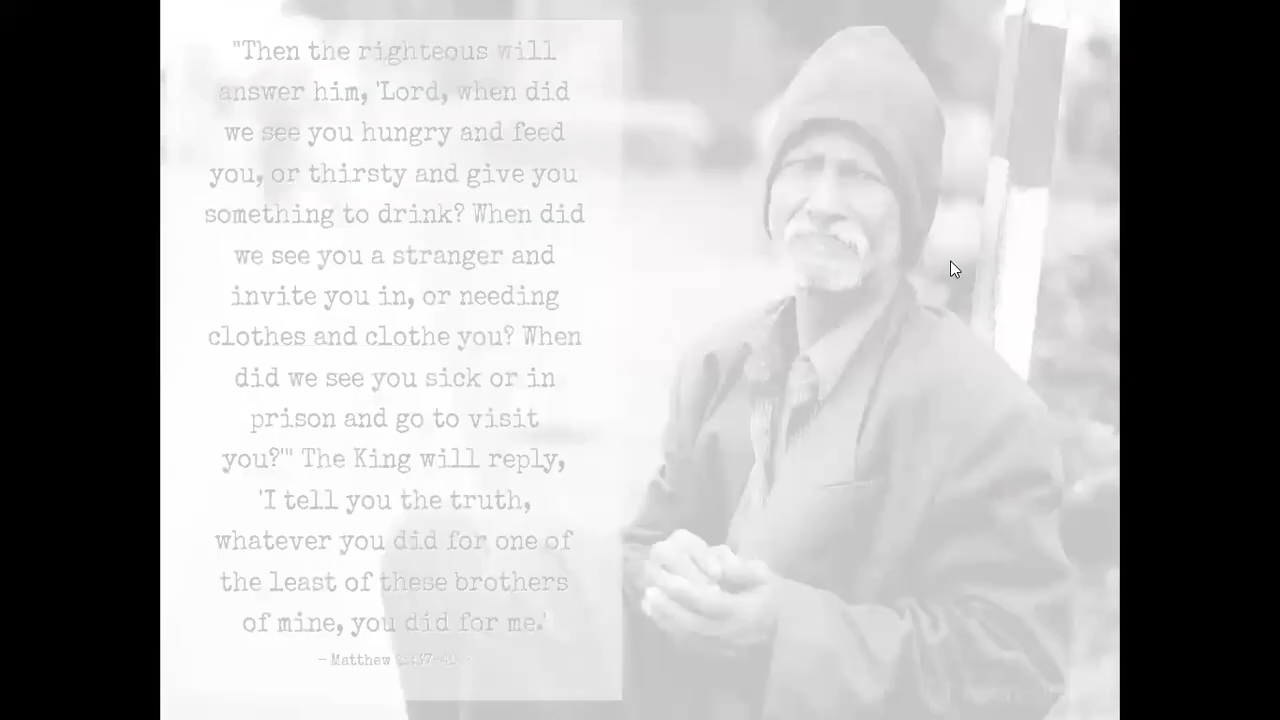 "Then the righteous will
answer him, 'Lord, when did
we see you hungry and feed
you, or thirsty and give you
something to drink? When did
we see you a stranger and
invite you in, or needing
clothes and clothe you? When
did we see you sick or in
prison and go to visit
you?'" The King will reply,
'I tell you the truth,
whatever you did for one of
the least of these brothers
of mine, you did for me.'
- Matthew